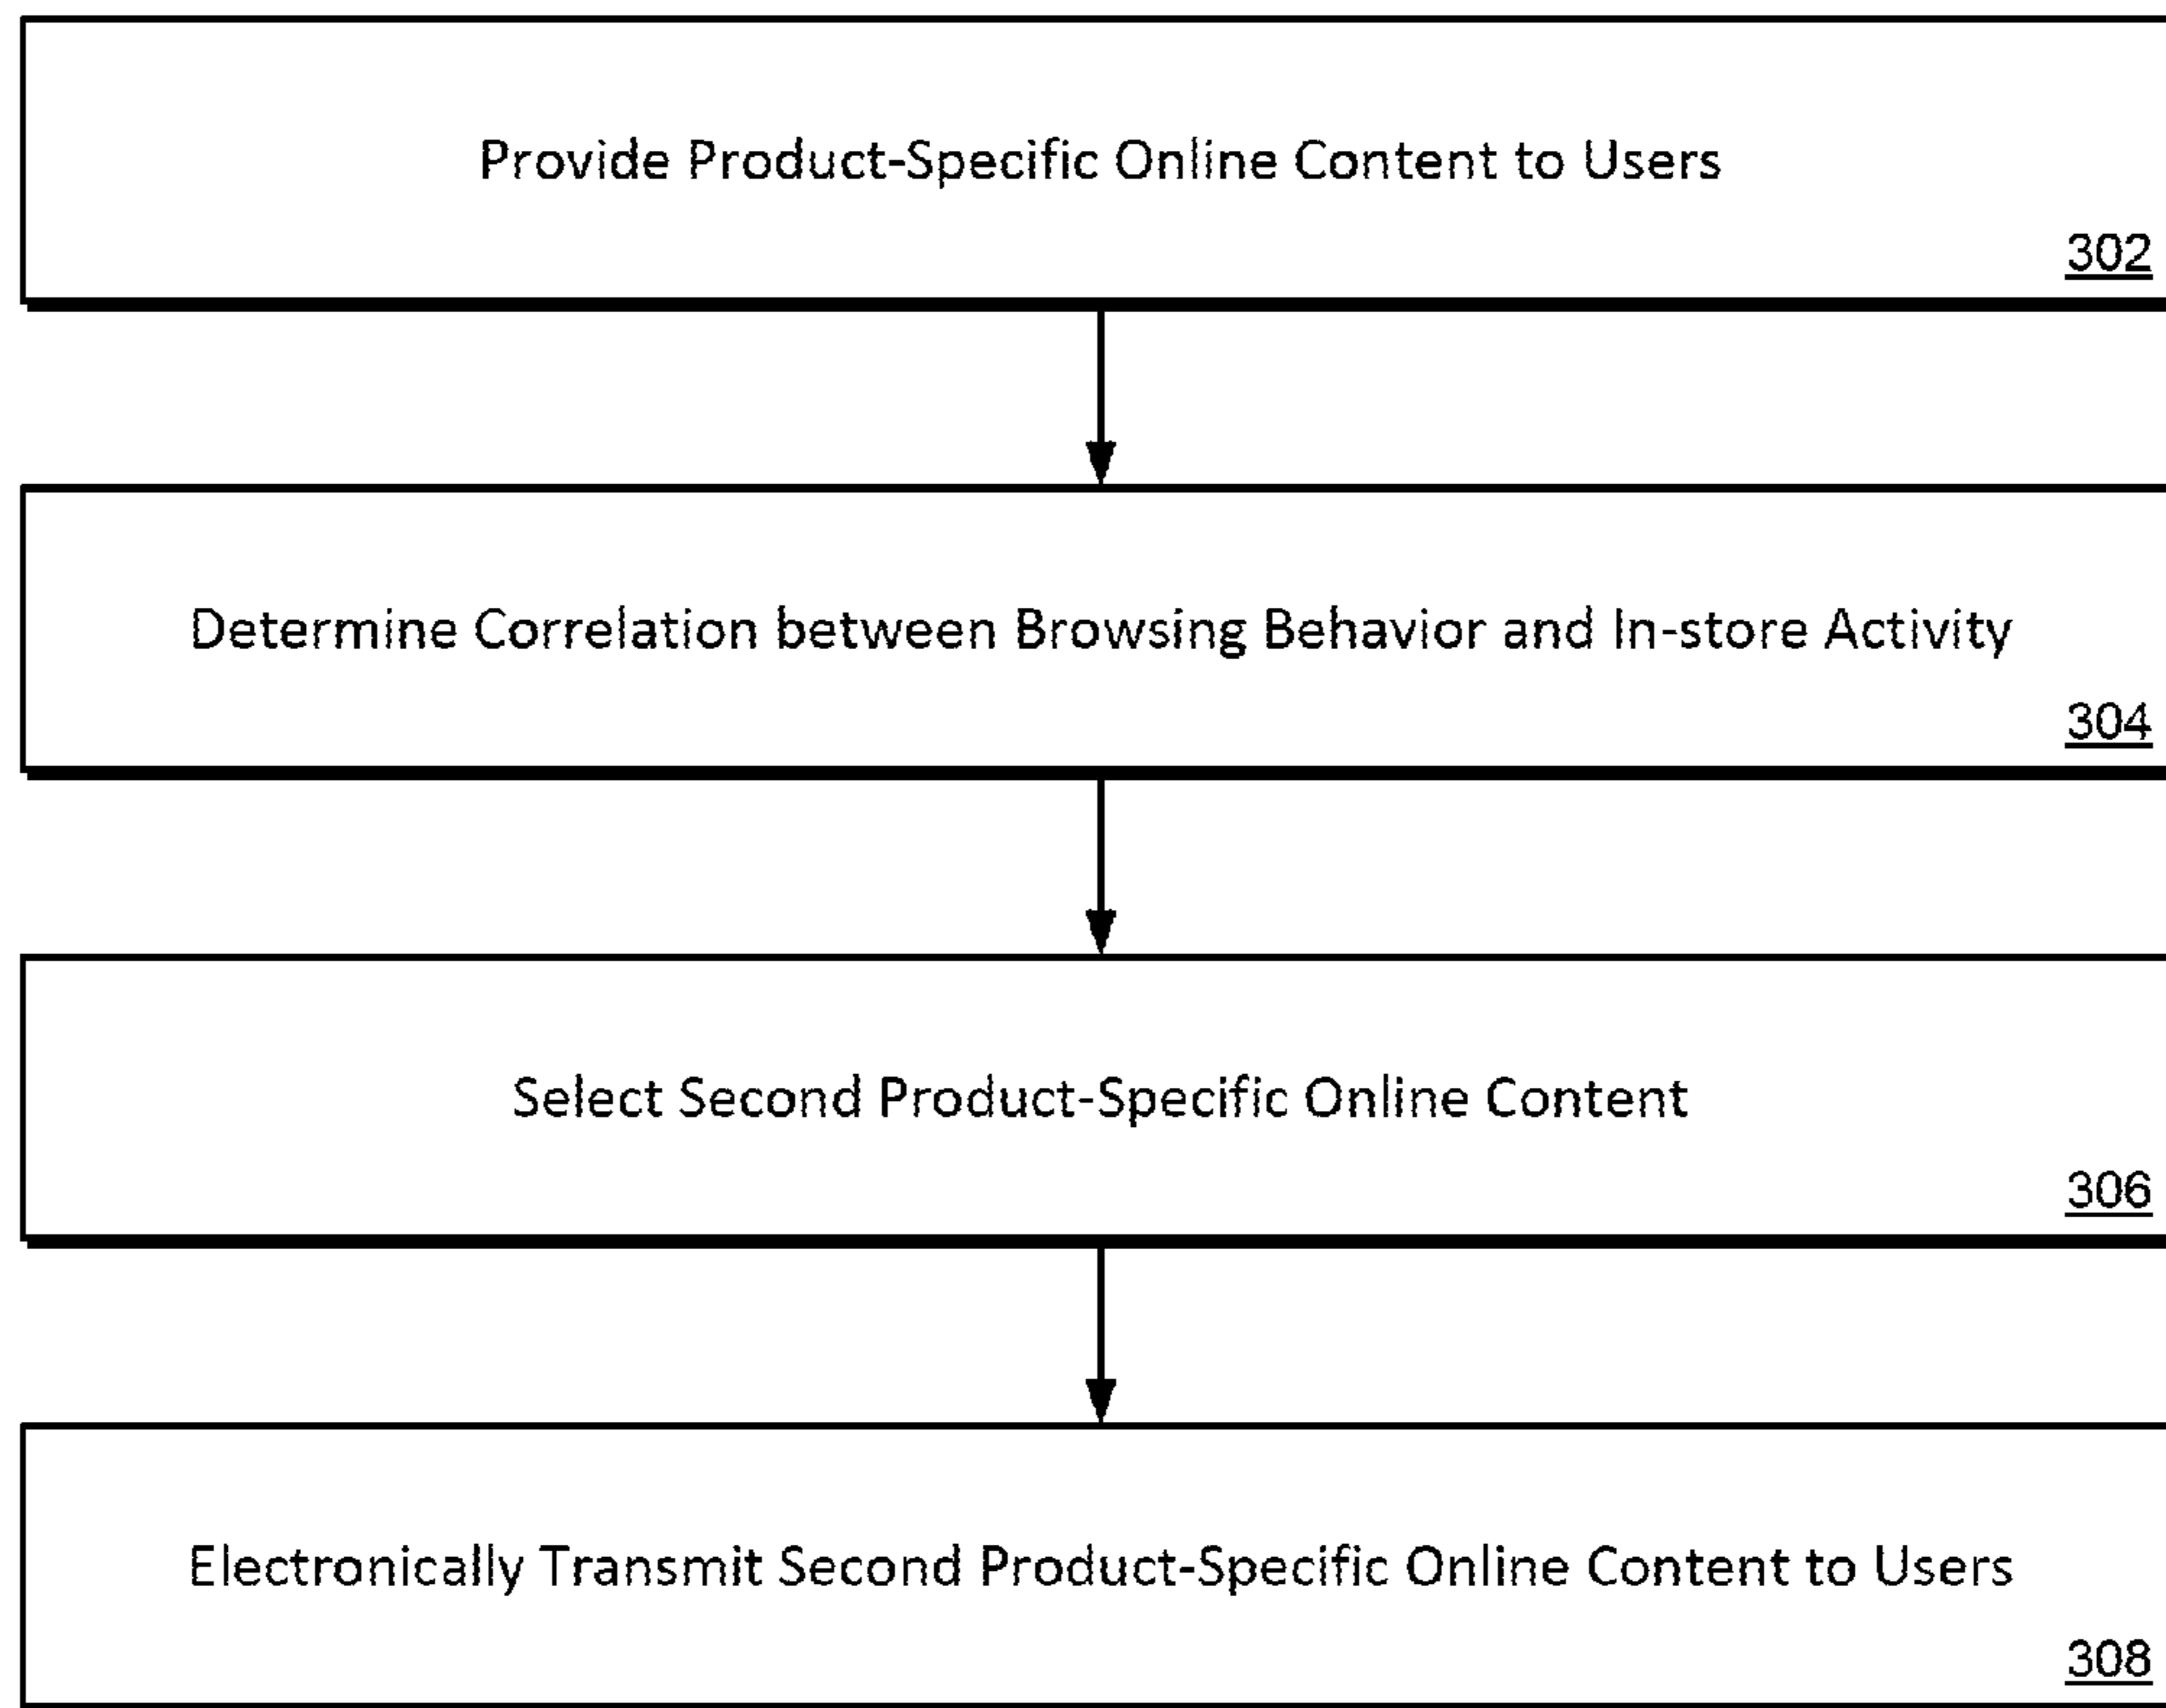 Provide Product-Specific Online Content to Users
302
Determine Correlation between Browsing Behavior and In-store Activity
304
Select Second Product-Specific Online Content
306
Electronically Transmit Second Product-Specific Online Content to Users
308